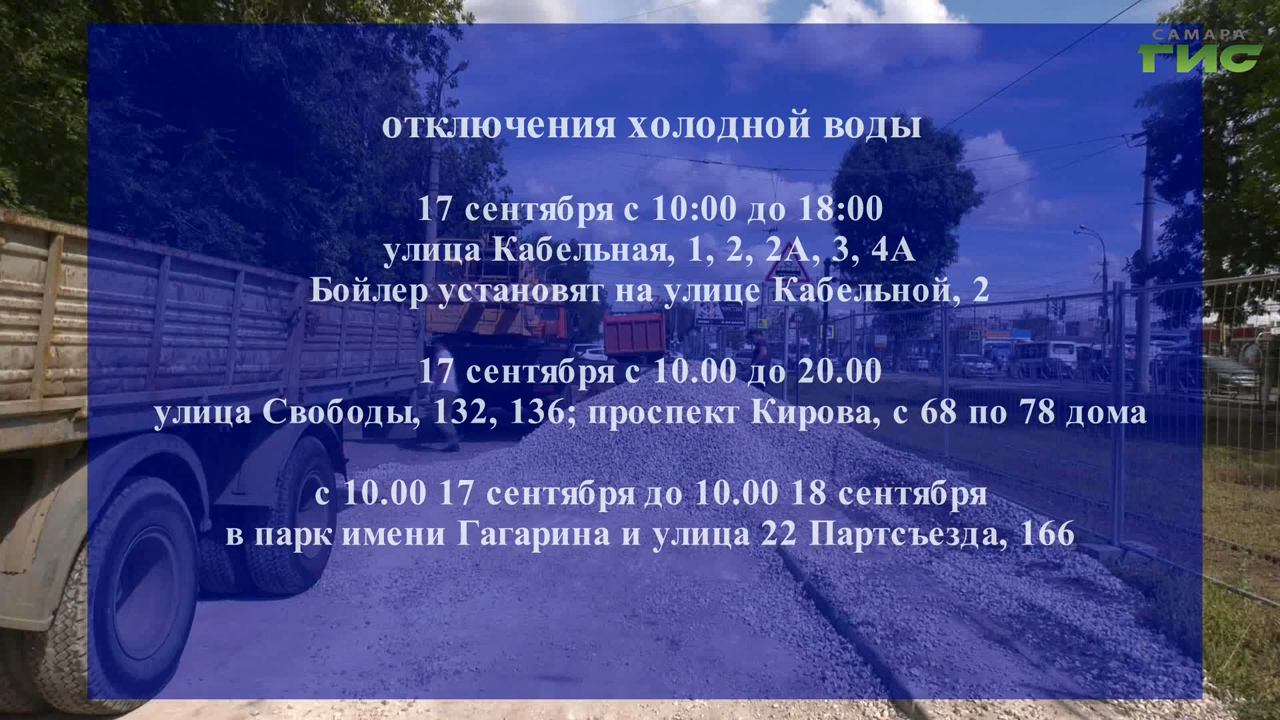 САМАРА
ГИС
отключения холодной воды
17 сентября с 10:00 до 18:00
улица Кабельная, 1, 2, 2А, 3, 4А
Бойлер установят на улице Кабельной, 2
17 сентября с 10.00 до 20.00
улица Свободы, 132, 136; проспект Кирова, с 68 по 78 дома
с 10.00 17 сентября до 10.00 18 сентября
в парк имени Гагарина и улица 22 Партсъезда, 166